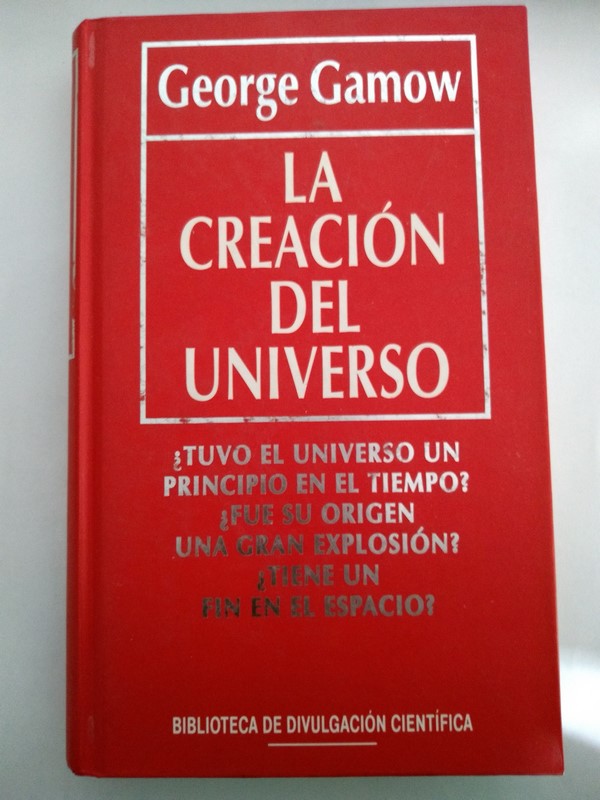 George Gamow
LA
CREACIÓN
DEL
UNIVERSO
¿TUVO EL UNIVERSO UN
PRINCIPIO EN EL TIEMPO?
¿FUE SU ORIGEN
UNA GRAN EXPLOSIÓN?
¿TIENE UN
FIN EN EL ESPACIO?
BIBLIOTECA DE DIVULGACIÓN CIENTÍFICA